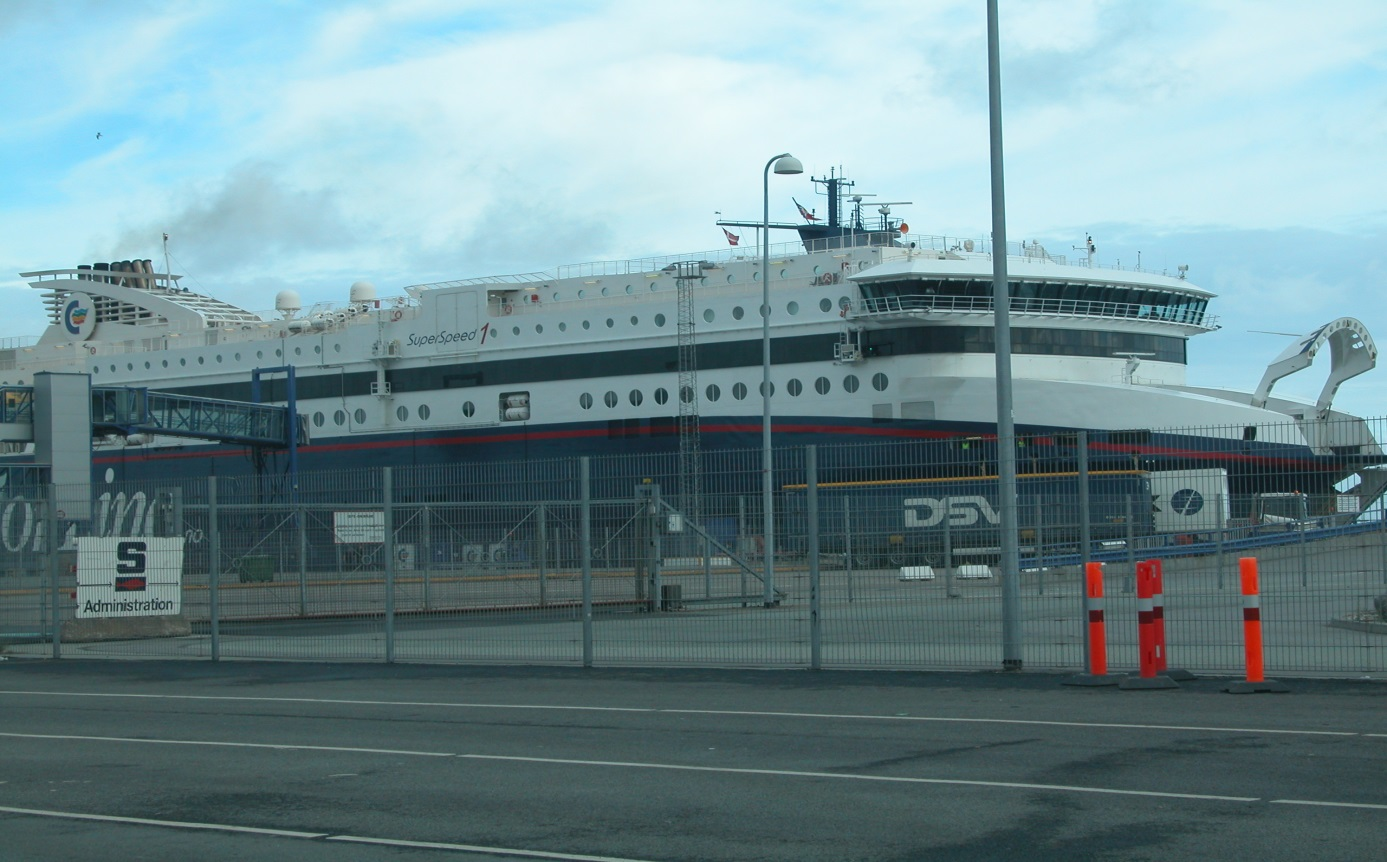 SuperSpeed 1
DSV
S
Administration